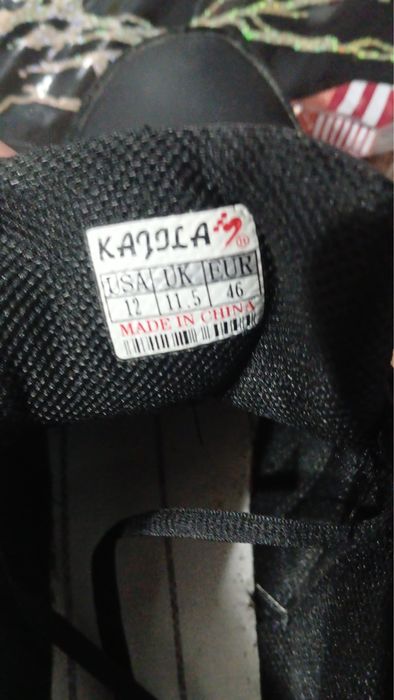 KAJILA ®
USA UK EUR
12 11.5 46
MADE IN CHINA